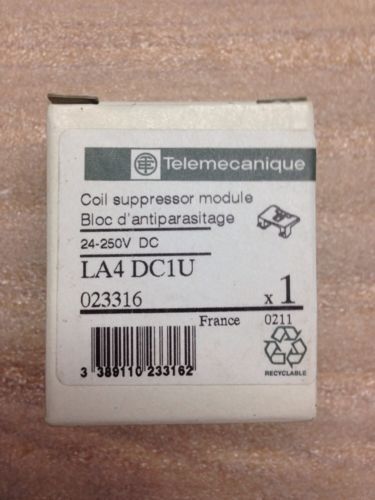 Telemecanique
Coil suppressor module
Bloc d'antiparasitage
24-250V DC
LA4 DC1U
023316
x 1
France 0211
3 389110 233162
RECYCLABLE